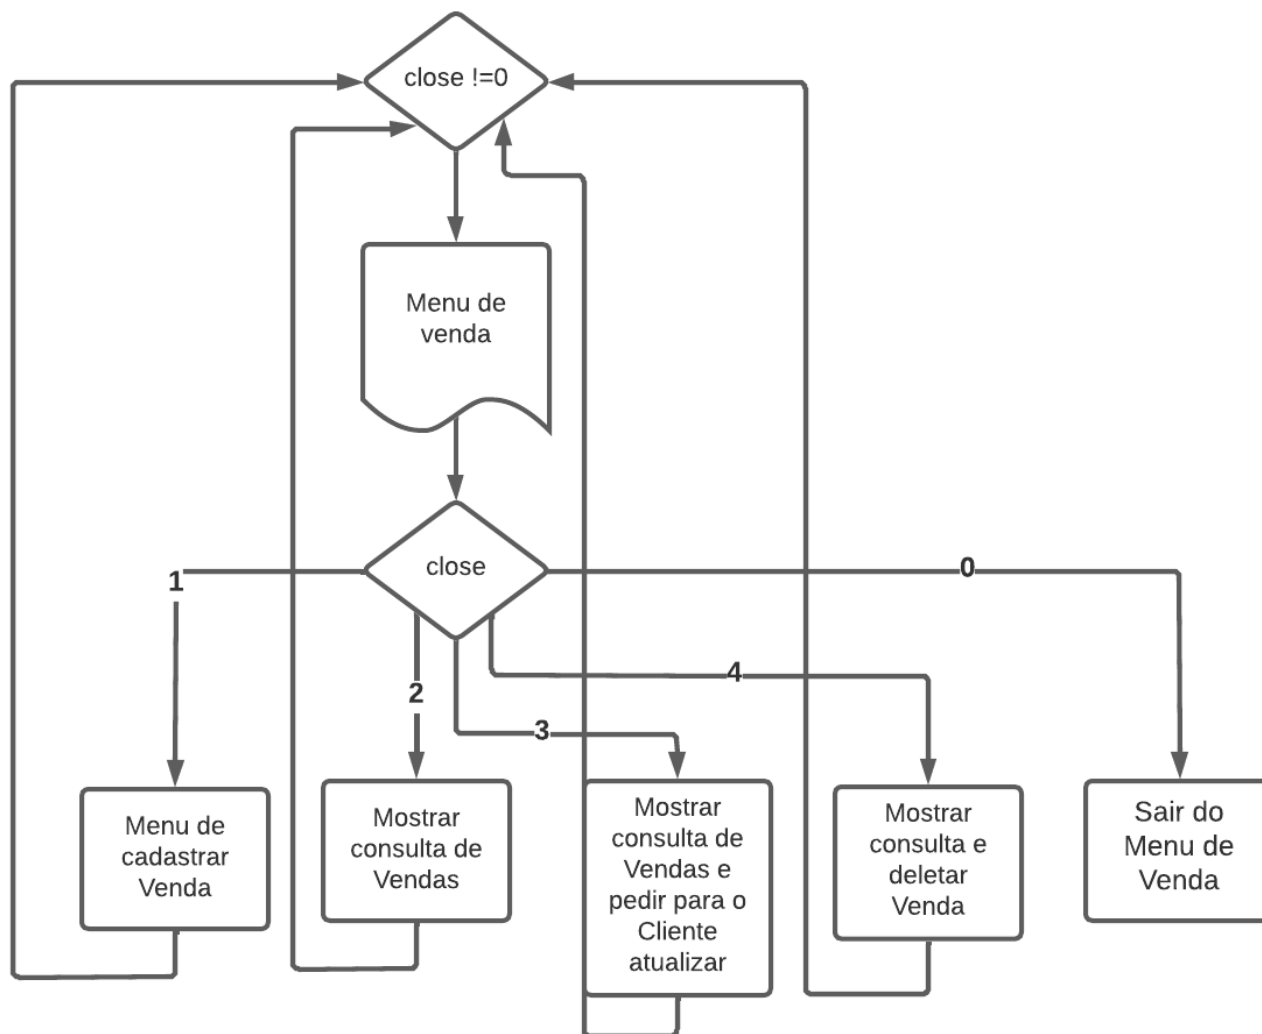 close !=0
Menu de
venda
close
1
0
4
2
3
Menu de
cadastrar
Venda
Mostrar
consulta de
Vendas
Mostrar
consulta de
Vendas e
pedir para o
Cliente
atualizar
Mostrar
consulta e
deletar
Venda
Sair do
Menu de
Venda